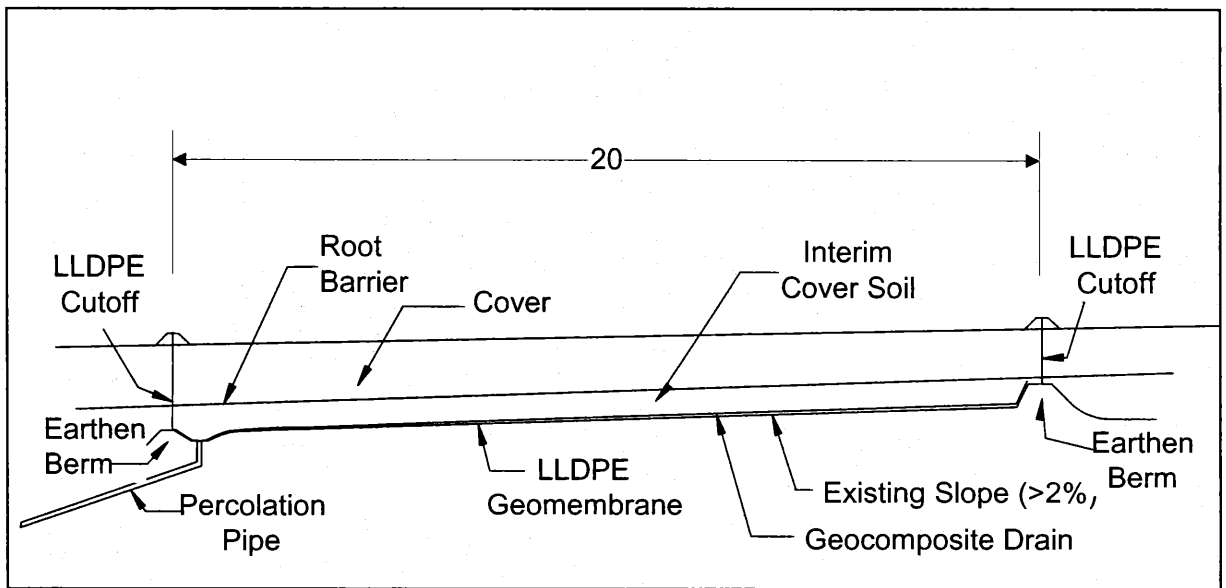 20
LLDPE
Cutoff
Root
Barrier
Cover
Interim
Cover Soil
LLDPE
Cutoff
Earthen
Berm
Percolation
Pipe
LLDPE
Geomembrane
Existing Slope (>2%,
Geocomposite Drain
Earthen
Berm